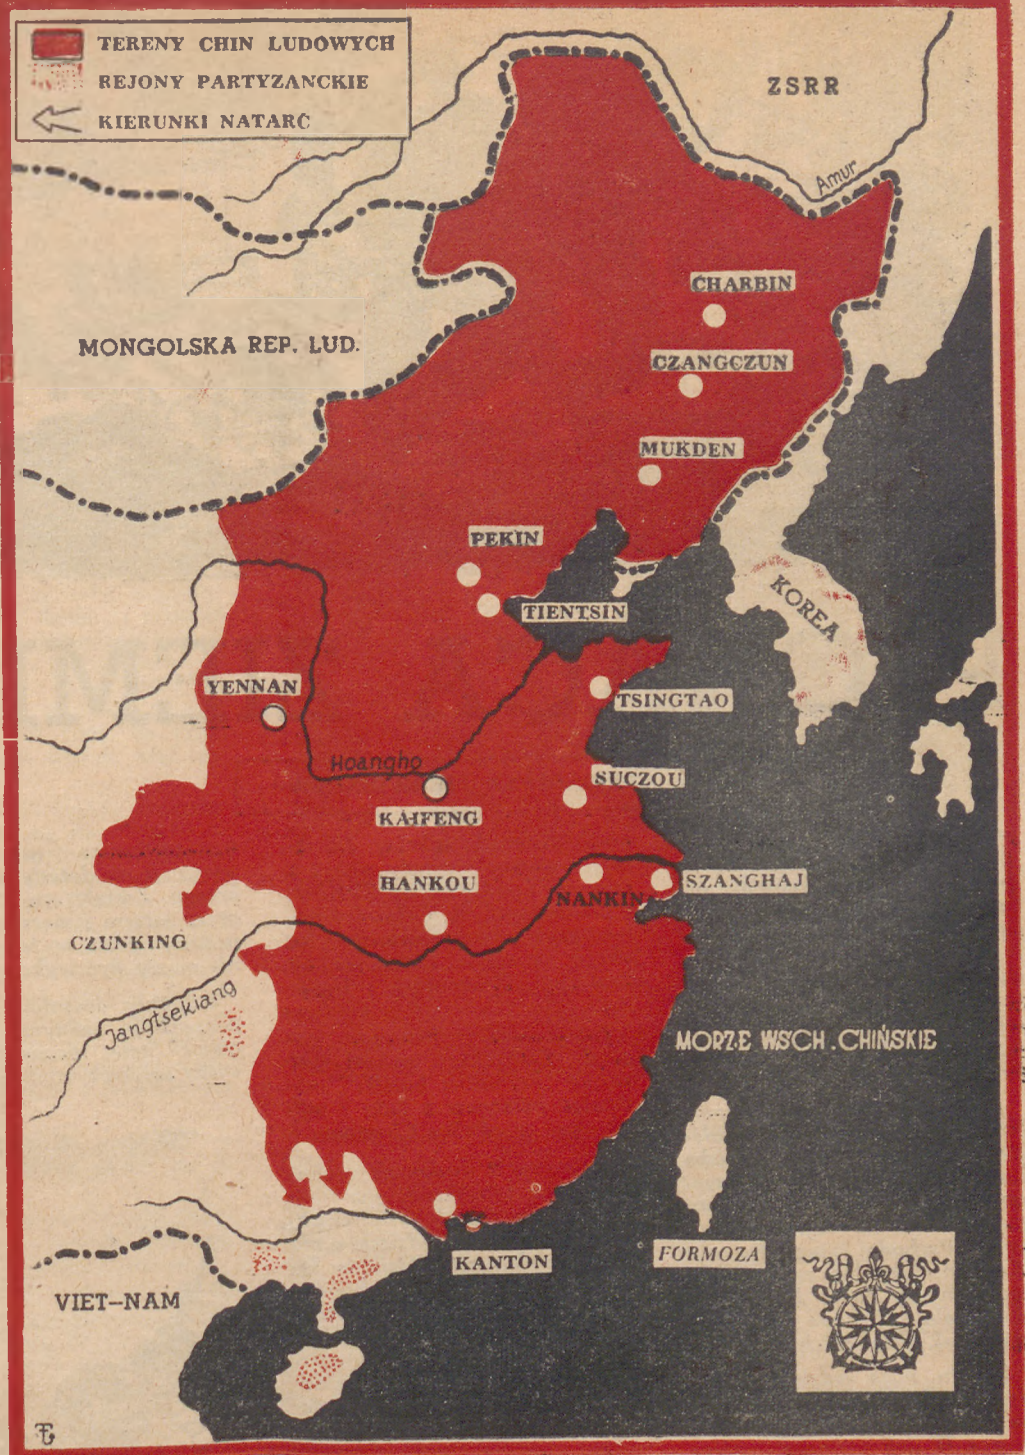 TERENY CHIN LUDOWYCH
REJONY PARTYZANCKIE
KIERUNKI NATARĆ
ZSRR
Amur
CHARBIN
MONGOLSKA REP. LUD.
CZANGCZUN
MUKDEN
PEKIN
KOREA
TIENTSIN
YENNAN
TSINGTAO
Hoangho
SUCZOU
KAIFENG
HANKOU
SZANGHAJ
NANKIN
CZUNKING
Jangtsekiang
MORZE WSCH. CHIŃSKIE
FORMOZA
KANTON
VIET-NAM